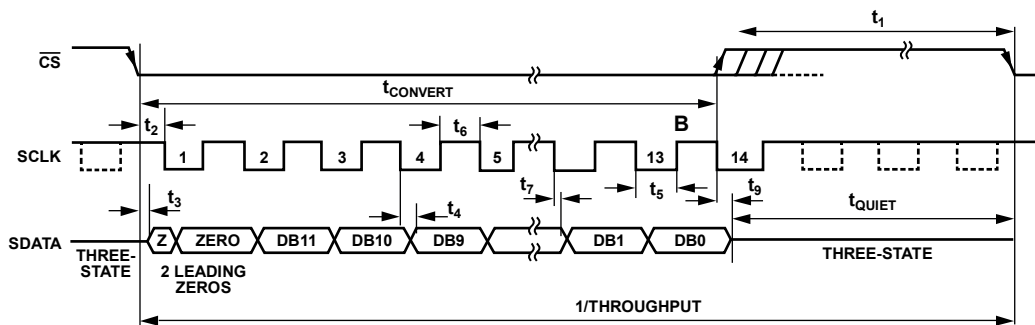 t1
CS
tCONVERT
t2
t6
B
SCLK
1
2
3
4
5
13
14
t3
t4
t7
t5
t9
tQUIET
SDATA
Z
ZERO
DB11
DB10
DB9
DB1
DB0
THREE-
STATE
2 LEADING
ZEROS
THREE-STATE
1/THROUGHPUT